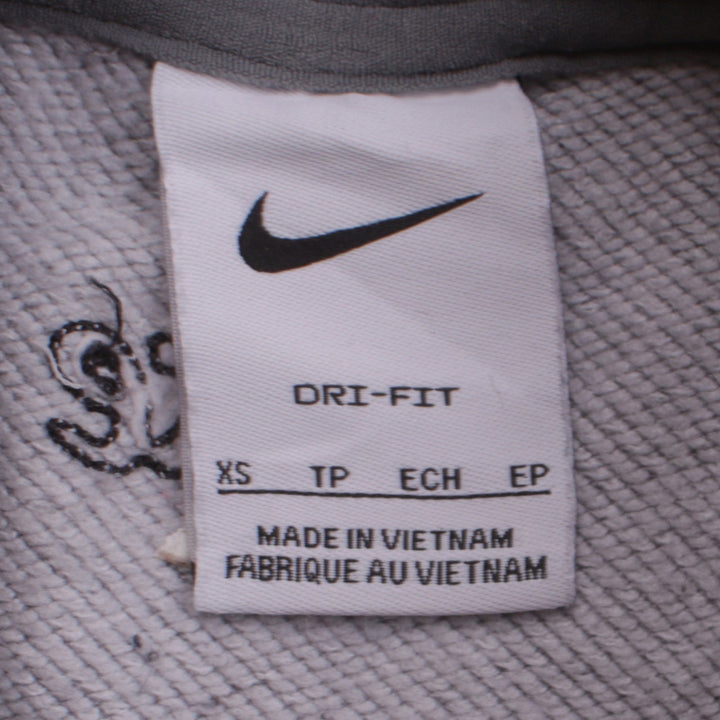 DRI-FIT
XS TP ECH EP
MADE IN VIETNAM
FABRIQUE AU VIETNAM